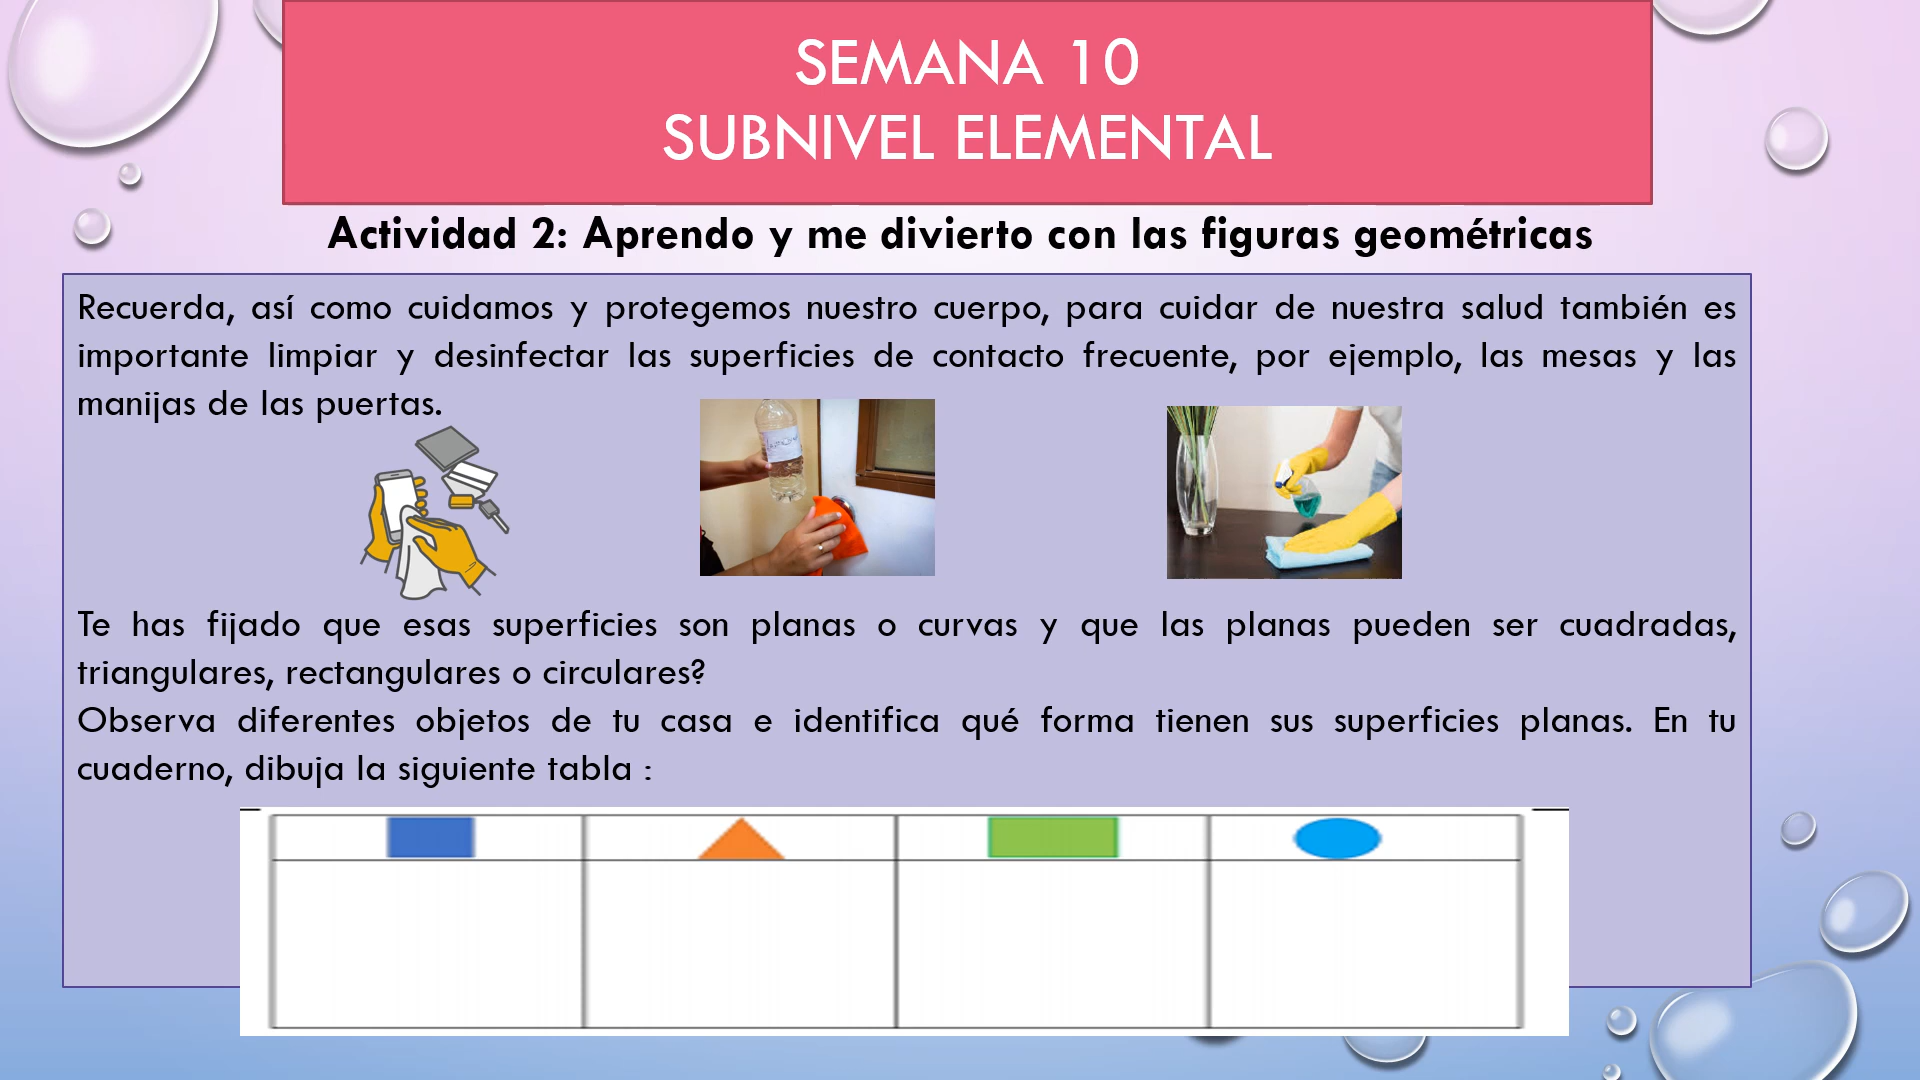 SEMANA 10
SUBNIVEL ELEMENTAL
Actividad 2: Aprendo y me divierto con las figuras geométricas
Recuerda, así como cuidamos y protegemos nuestro cuerpo, para cuidar de nuestra salud también es
importante limpiar y desinfectar las superficies de contacto frecuente, por ejemplo, las mesas y las
manijas de las puertas.
Te has fijado que esas superficies son planas o curvas y que las planas pueden ser cuadradas,
triangulares, rectangulares o circulares?
Observa diferentes objetos de tu casa e identifica qué forma tienen sus superficies planas. En tu
cuaderno, dibuja la siguiente tabla :